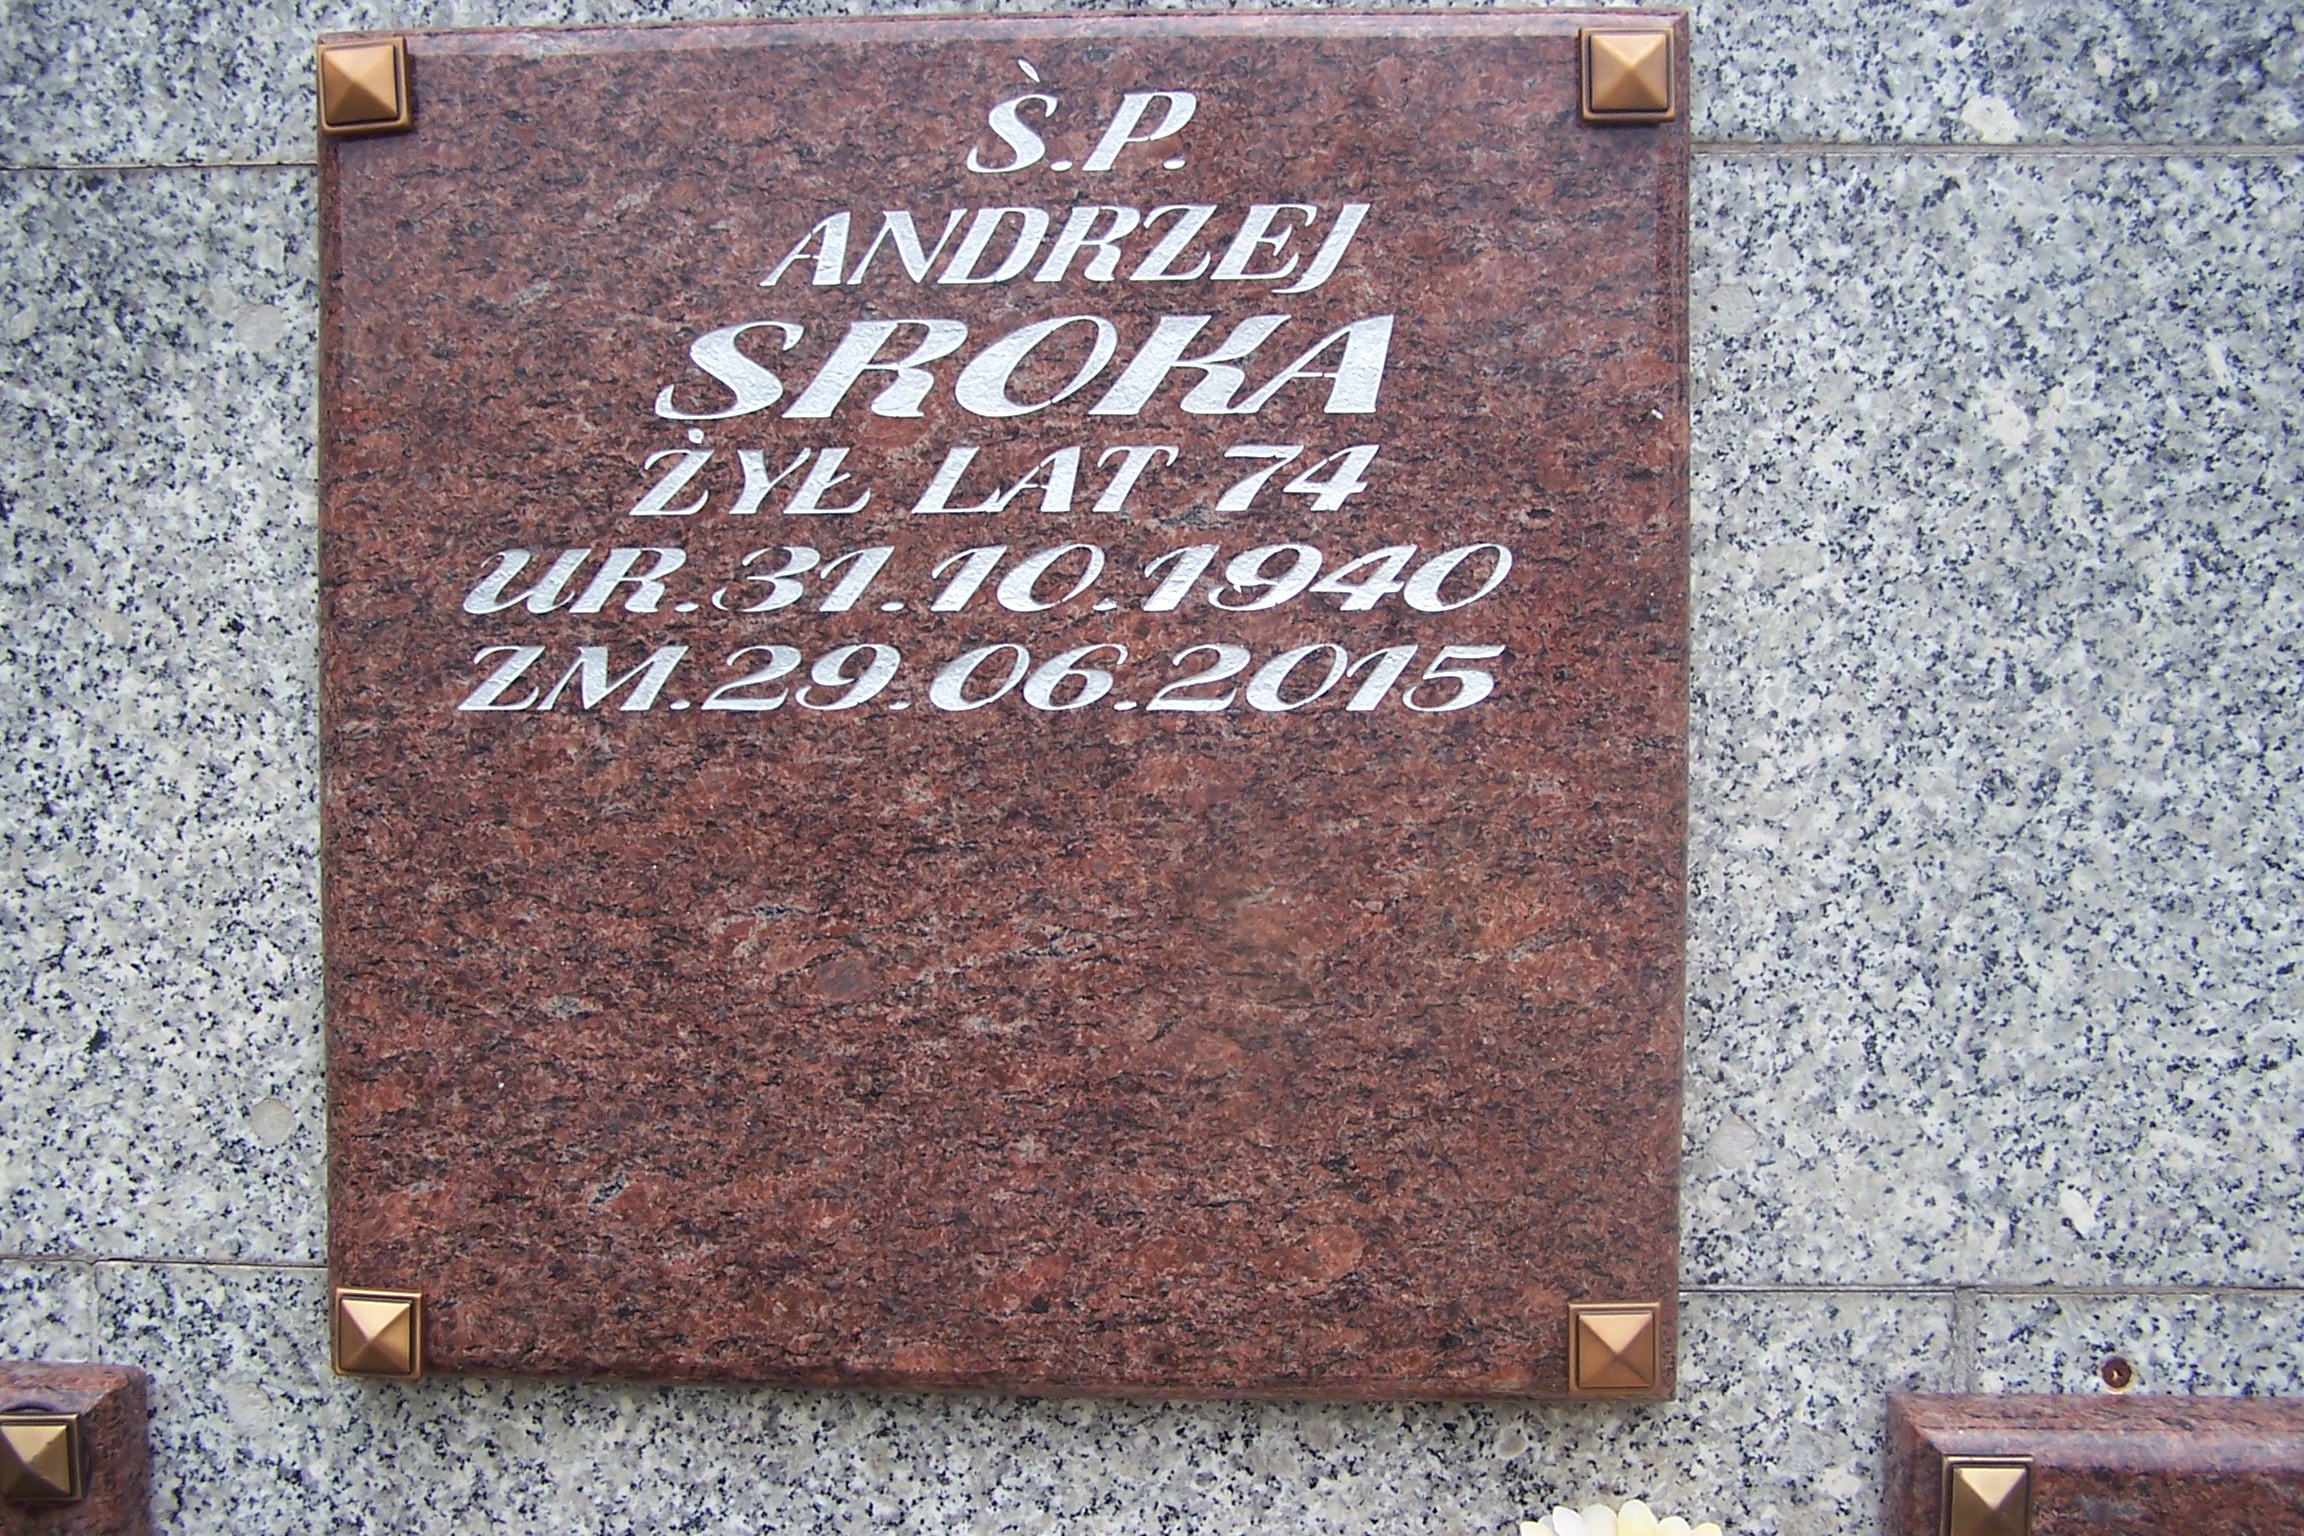 Ṡ.P.
ANDRZEJ
SROKA
ŻYŁ LAT 74
UR.31.10.1940
ZM.29.06.2015